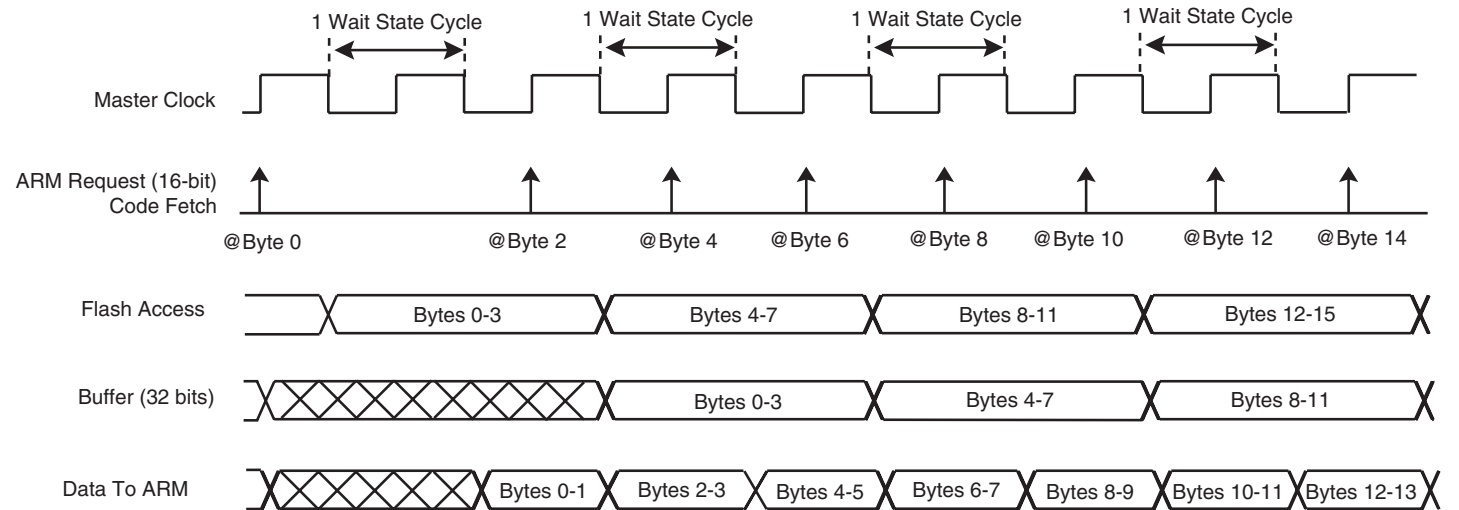 1 Wait State Cycle 1 Wait State Cycle 1 Wait State Cycle 1 Wait State Cycle
Master Clock
ARM Request (16-bit)
Code Fetch
@Byte 0 @Byte 2 @Byte 4 @Byte 6 @Byte 8 @Byte 10 @Byte 12 @Byte 14
Flash Access Bytes 0-3 Bytes 4-7 Bytes 8-11 Bytes 12-15
Buffer (32 bits) Bytes 0-3 Bytes 4-7 Bytes 8-11
Data To ARM Bytes 0-1 Bytes 2-3 Bytes 4-5 Bytes 6-7 Bytes 8-9 Bytes 10-11 Bytes 12-13